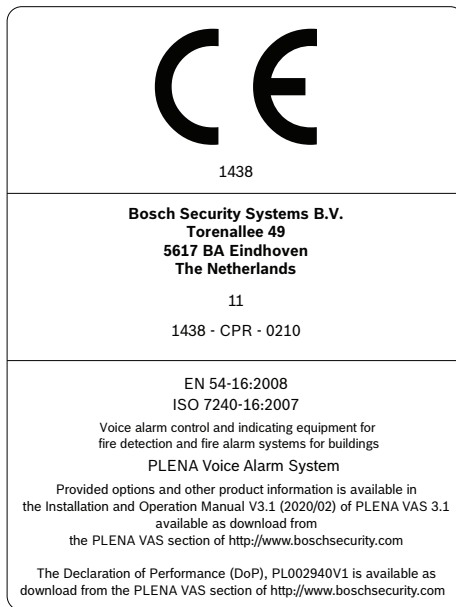 CE
1438
Bosch Security Systems B.V.
Torenallee 49
5617 BA Eindhoven
The Netherlands
11
1438 - CPR - 0210
EN 54-16:2008
ISO 7240-16:2007
Voice alarm control and indicating equipment for
fire detection and fire alarm systems for buildings
PLENA Voice Alarm System
Provided options and other product information is available in
the Installation and Operation Manual V3.1 (2020/02) of PLENA VAS 3.1
available as download from
the PLENA VAS section of http://www.boschsecurity.com
The Declaration of Performance (DoP), PL002940V1 is available as
download from the PLENA VAS section of http://www.boschsecurity.com